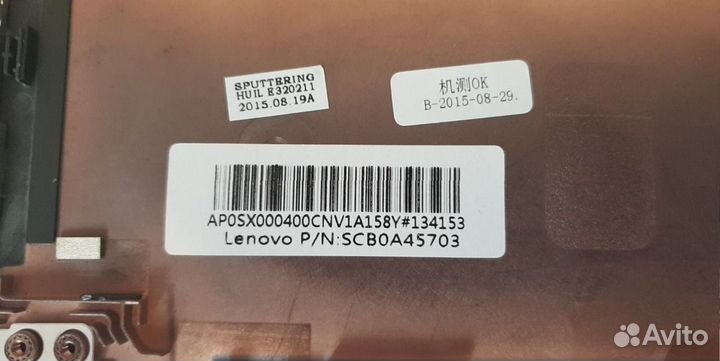 SPUTTERING
HUIL E320211
2015.08.19A
机测OK
B-2015-08-29.
AP0SX000400CNV1A158Y#134153
Lenovo P/N:SCB0A45703
Avito